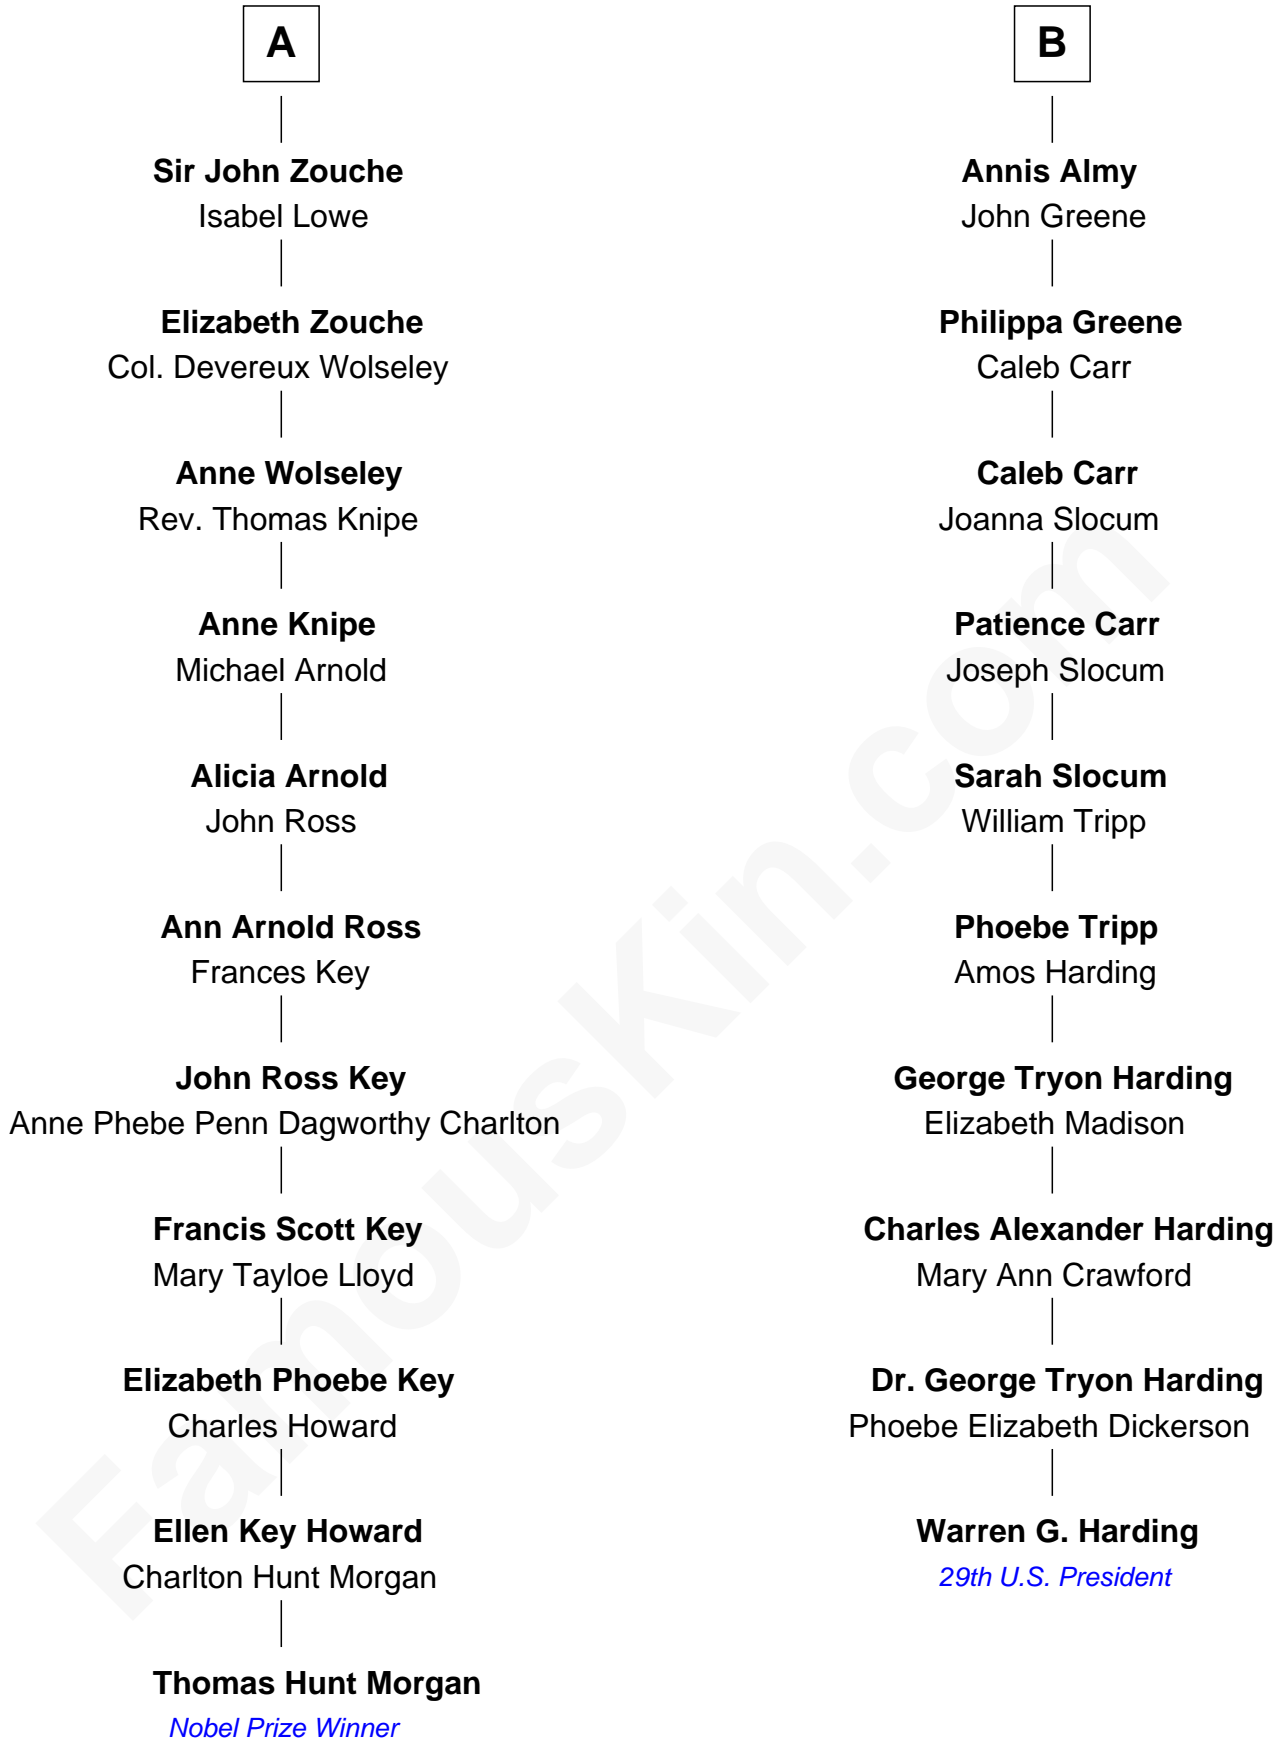 A
Sir John Zouche
Isabel Lowe
Elizabeth Zouche
Col. Devereux Wolseley
Anne Wolseley
Rev. Thomas Knipe
Anne Knipe
Michael Arnold
Alicia Arnold
John Ross
Ann Arnold Ross
Frances Key
John Ross Key
Anne Phebe Penn Dagworthy Charlton
Francis Scott Key
Mary Tayloe Lloyd
Elizabeth Phoebe Key
Charles Howard
Ellen Key Howard
Charlton Hunt Morgan
Thomas Hunt Morgan
Nobel Prize Winner
B
Annis Almy
John Greene
Philippa Greene
Caleb Carr
Caleb Carr
Joanna Slocum
Patience Carr
Joseph Slocum
Sarah Slocum
William Tripp
Phoebe Tripp
Amos Harding
George Tryon Harding
Elizabeth Madison
Charles Alexander Harding
Mary Ann Crawford
Dr. George Tryon Harding
Phoebe Elizabeth Dickerson
Warren G. Harding
29th U.S. President
FamousKin.com